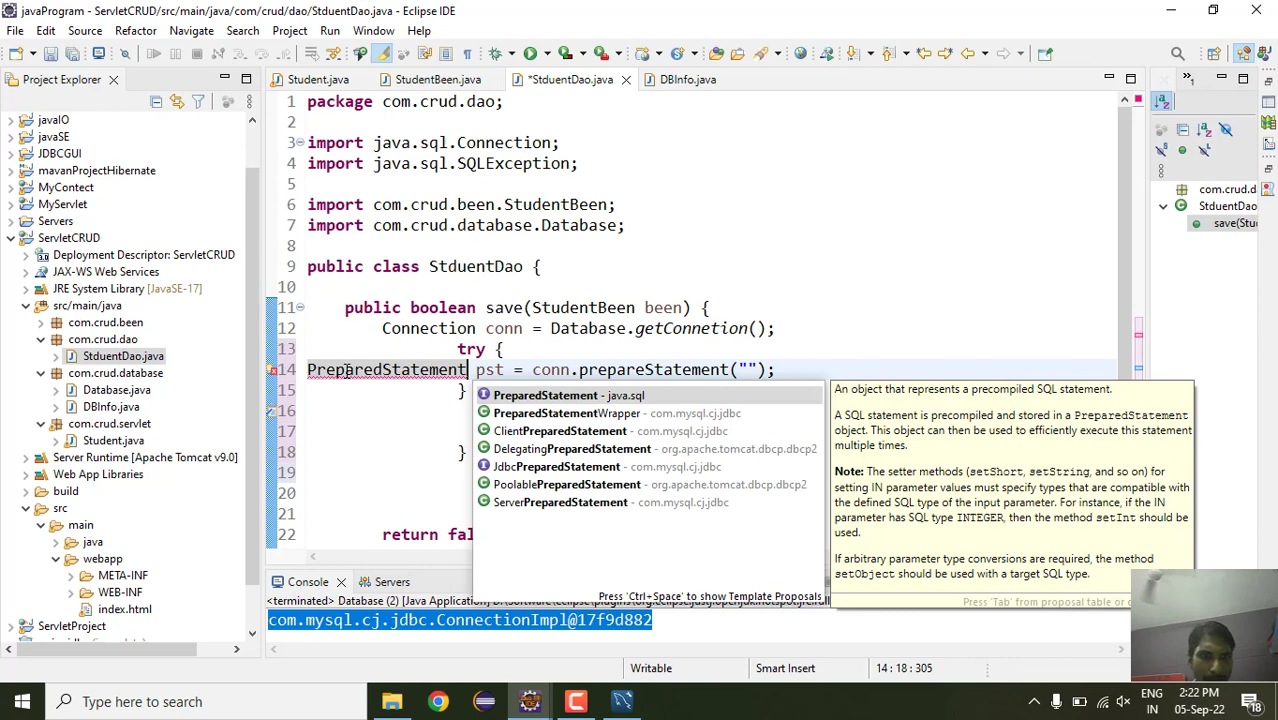 javaProgram - ServletCRUD/src/main/java/com/crud/dao/StduentDao.java - Eclipse IDE
File Edit Source Refactor Navigate Search Project Run Window Help
Project Explorer
Student.java StudentBeen.java *StduentDao.java DBInfo.java
javaIO
javaSE
JDBCGUI
mavanProjectHibernate
MyContect
MyServlet
Servers
ServletCRUD
Deployment Descriptor: ServletCRUD
JAX-WS Web Services
JRE System Library [JavaSE-17]
src/main/java
com.crud.been
com.crud.dao
StduentDao.java
com.crud.database
Database.java
DBInfo.java
com.crud.servlet
Student.java
Server Runtime [Apache Tomcat v9.0]
Web App Libraries
build
src
main
java
webapp
META-INF
WEB-INF
index.html
ServletProject
1 package com.crud.dao;
2
3 import java.sql.Connection;
4 import java.sql.SQLException;
5
6 import com.crud.been.StudentBeen;
7 import com.crud.database.Database;
8
9 public class StduentDao {
10
11 public boolean save(StudentBeen been) {
12 Connection conn = Database.getConnetion();
13 try {
14 PreparedStatement pst = conn.prepareStatement("");
15 }
16
17
18 }
19
20
21
22 return fal
PreparedStatement - java.sql
PreparedStatementWrapper - com.mysql.cj.jdbc
ClientPreparedStatement - com.mysql.cj.jdbc
DelegatingPreparedStatement - org.apache.tomcat.dbcp.dbcp2
JdbcPreparedStatement - com.mysql.cj.jdbc
PoolablePreparedStatement - org.apache.tomcat.dbcp.dbcp2
ServerPreparedStatement - com.mysql.cj.jdbc
Press 'Ctrl+Space' to show Template Proposals
An object that represents a precompiled SQL statement.
A SQL statement is precompiled and stored in a PreparedStatement
object. This object can then be used to efficiently execute this statement
multiple times.
Note: The setter methods (setShort, setString, and so on) for
setting IN parameter values must specify types that are compatible with
the defined SQL type of the input parameter. For instance, if the IN
parameter has SQL type INTEGER, then the method setInt should be
used.
If arbitrary parameter type conversions are required, the method
setObject should be used with a target SQL type.
Press 'Tab' from proposal table or c
»1
com.crud.d
StduentDao
save(Stu
Console Servers
<terminated> Database (2) [Java
com.mysql.cj.jdbc.ConnectionImpl@17f9d882
Writable Smart Insert 14 : 18 : 305
Type here to search
ENG
IN
2:22 PM
05-Sep-22
18